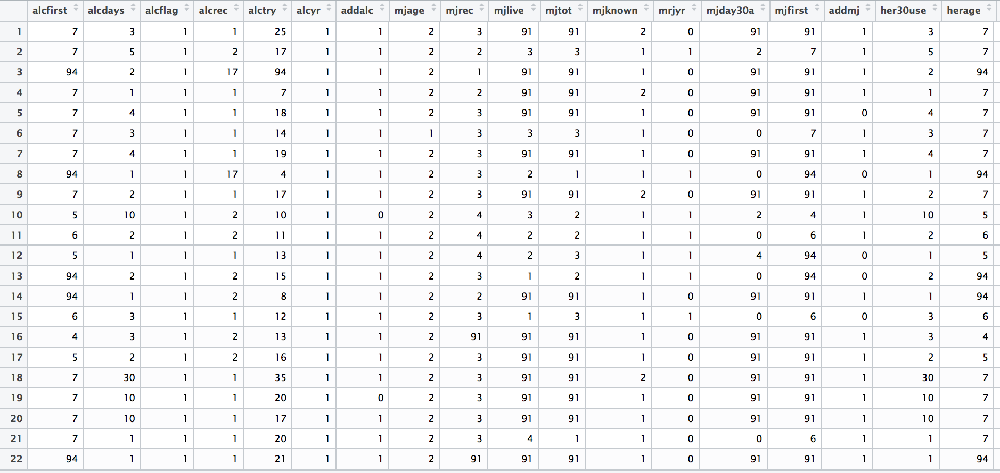 alcfirst alcdays alcflag alcrec alctry alcyr addalc mjage mjrec mjlive mjtot mjknown mrjyr mjday30a mjfirst addmj her30use herage
1 7 3 1 1 25 1 1 2 3 91 91 2 0 91 91 1 3 7
2 7 5 1 2 17 1 1 2 2 3 3 1 1 2 7 1 5 7
3 94 2 1 17 94 1 1 2 1 91 91 1 0 91 91 1 2 94
4 7 1 1 1 7 1 1 2 2 91 91 2 0 91 91 1 1 7
5 7 4 1 1 18 1 1 2 3 91 91 1 0 91 91 0 4 7
6 7 3 1 1 14 1 1 1 3 3 3 1 0 0 7 1 3 7
7 7 4 1 1 19 1 1 2 3 91 91 1 0 91 91 1 4 7
8 94 1 1 17 4 1 1 2 3 2 1 1 1 0 94 0 1 94
9 7 2 1 1 17 1 1 2 3 91 91 2 0 91 91 1 2 7
10 5 10 1 2 10 1 0 2 4 3 2 1 1 2 4 1 10 5
11 6 2 1 2 11 1 1 2 4 2 2 1 1 0 6 1 2 6
12 5 1 1 1 13 1 1 2 4 2 3 1 1 4 94 0 1 5
13 94 2 1 2 15 1 1 2 3 1 2 1 1 0 94 0 2 94
14 94 1 1 2 8 1 1 2 2 91 91 1 0 91 91 1 1 94
15 6 3 1 1 12 1 1 2 3 1 3 1 1 0 6 0 3 6
16 4 3 1 2 13 1 1 2 91 91 91 1 0 91 91 1 3 4
17 5 2 1 2 16 1 1 2 3 91 91 1 0 91 91 1 2 5
18 7 30 1 1 35 1 1 2 3 91 91 2 0 91 91 1 30 7
19 7 10 1 1 20 1 0 2 3 91 91 1 0 91 91 1 10 7
20 7 10 1 1 17 1 1 2 3 91 91 1 0 91 91 1 10 7
21 7 1 1 1 20 1 1 2 3 4 1 1 0 0 6 1 1 7
22 94 1 1 1 21 1 1 2 91 91 91 1 0 91 91 1 1 94